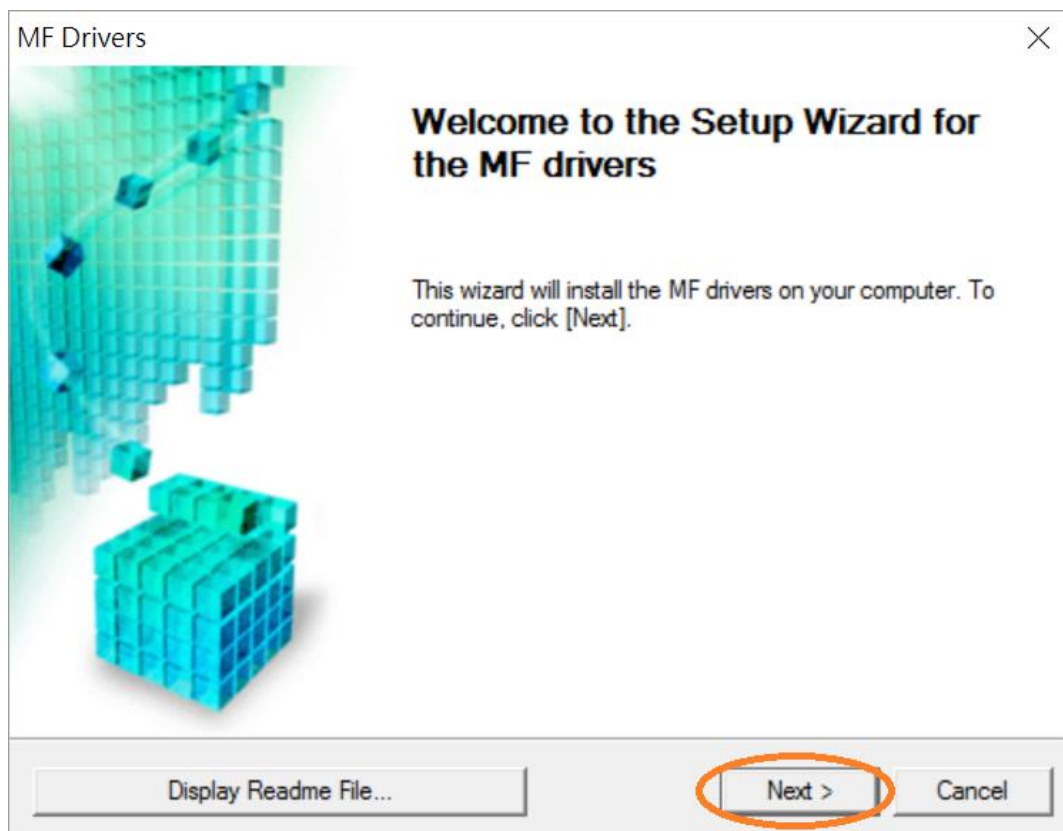 MF Drivers
Welcome to the Setup Wizard for
the MF drivers
This wizard will install the MF drivers on your computer. To
continue, click [Next].
Display Readme File...
Next >
Cancel